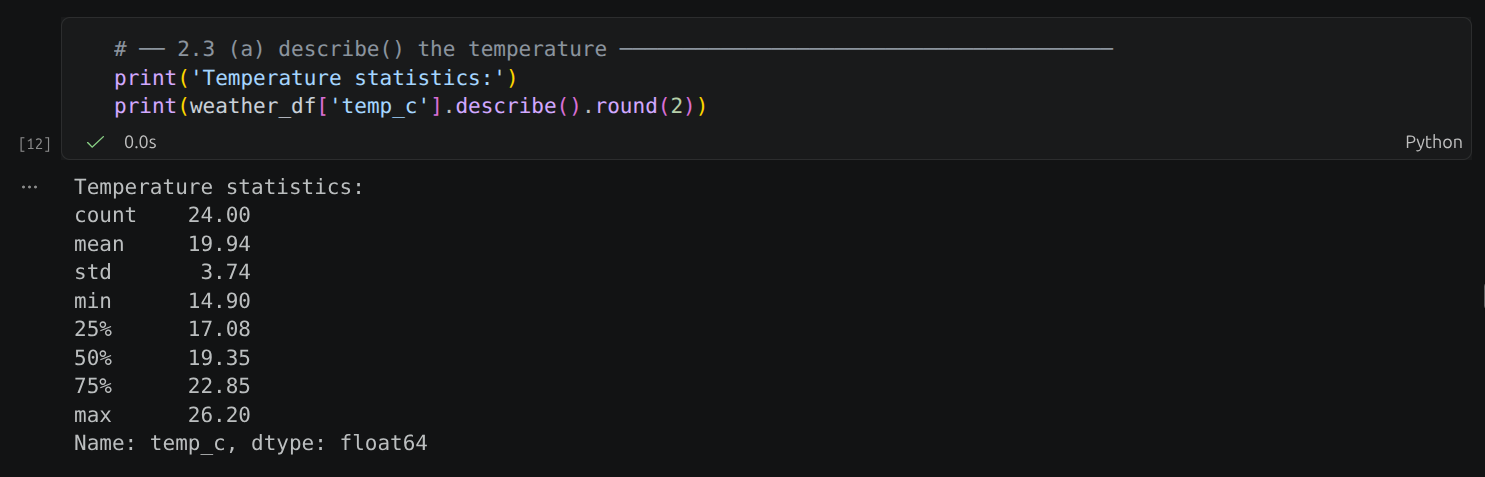 # ── 2.3 (a) describe() the temperature ───────────────────────────────────────
print('Temperature statistics:')
print(weather_df['temp_c'].describe().round(2))
[12]
0.0s
Python
...
Temperature statistics:
count    24.00
mean     19.94
std       3.74
min      14.90
25%      17.08
50%      19.35
75%      22.85
max      26.20
Name: temp_c, dtype: float64